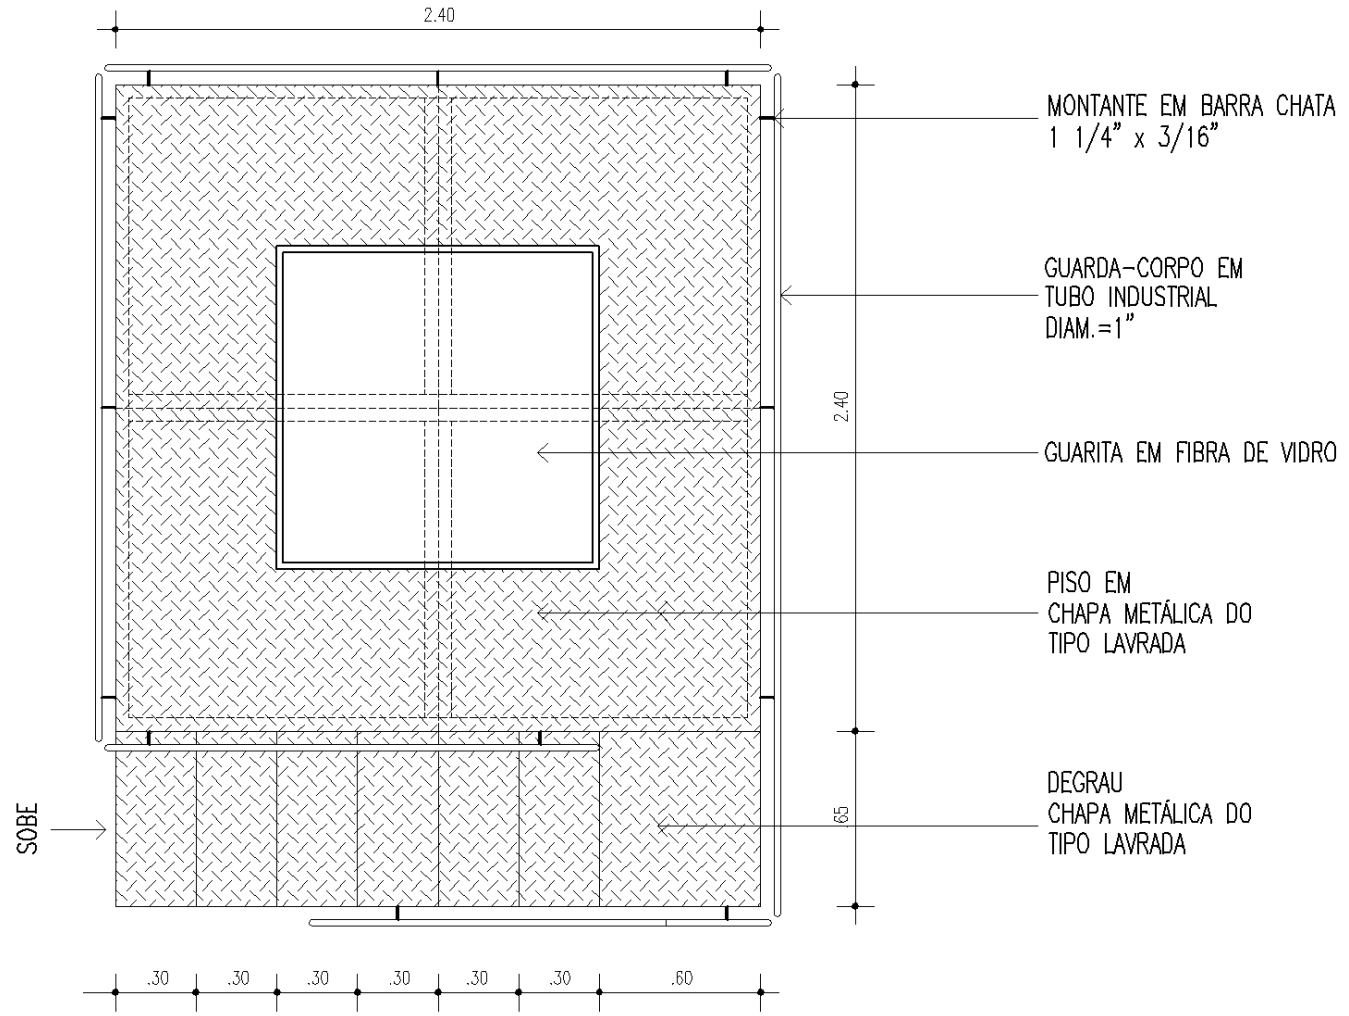 2.40
MONTANTE EM BARRA CHATA
1 1/4" x 3/16"
GUARDA-CORPO EM
TUBO INDUSTRIAL
DIAM.=1"
2.40
GUARITA EM FIBRA DE VIDRO
PISO EM
CHAPA METÁLICA DO
TIPO LAVRADA
DEGRAU
CHAPA METÁLICA DO
TIPO LAVRADA
.65
SOBE
.30 .30 .30 .30 .30 .30 .60